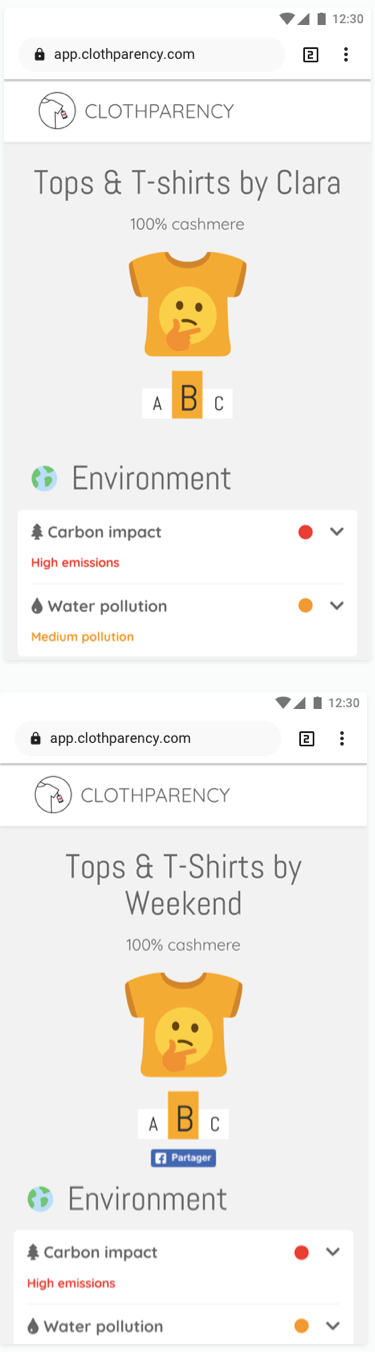 12:30
app.clothparency.com
2
CLOTHPARENCY
Tops & T-shirts by Clara
100% cashmere
A B C
Environment
Carbon impact
High emissions
Water pollution
Medium pollution
12:30
app.clothparency.com
2
CLOTHPARENCY
Tops & T-Shirts by
Weekend
100% cashmere
A B C
Partager
Environment
Carbon impact
High emissions
Water pollution